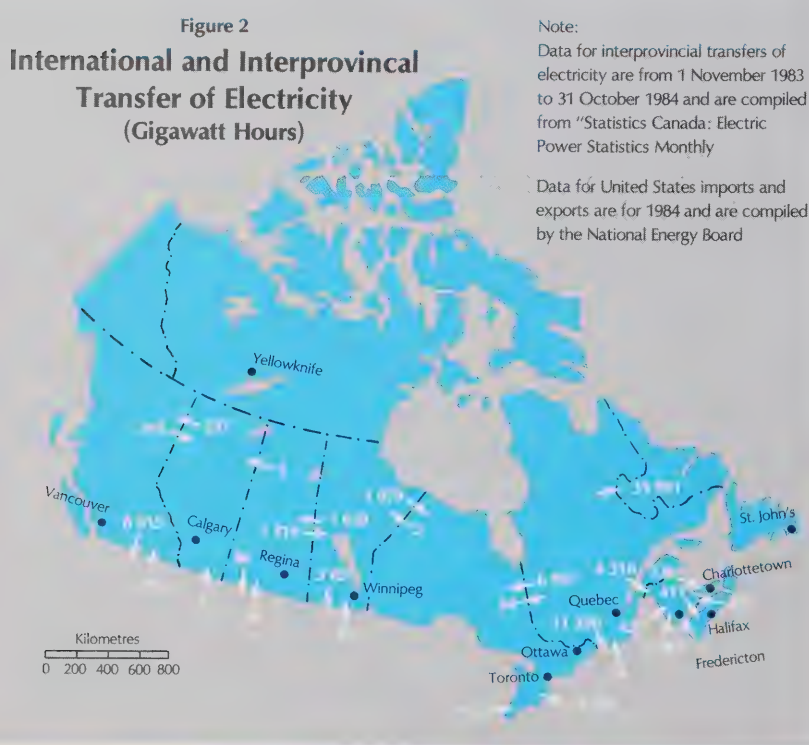 Figure 2
International and Interprovincal
Transfer of Electricity
(Gigawatt Hours)
Note:
Data for interprovincial transfers of
electricity are from 1 November 1983
to 31 October 1984 and are compiled
from "Statistics Canada: Electric
Power Statistics Monthly
Data for United States imports and
exports are for 1984 and are compiled
by the National Energy Board
Yellowknife
Vancouver
Calgary
Regina
Winnipeg
St. John's
Charlottetown
Quebec
Halifax
Ottawa
Fredericton
Toronto
Kilometres
0 200 400 600 800